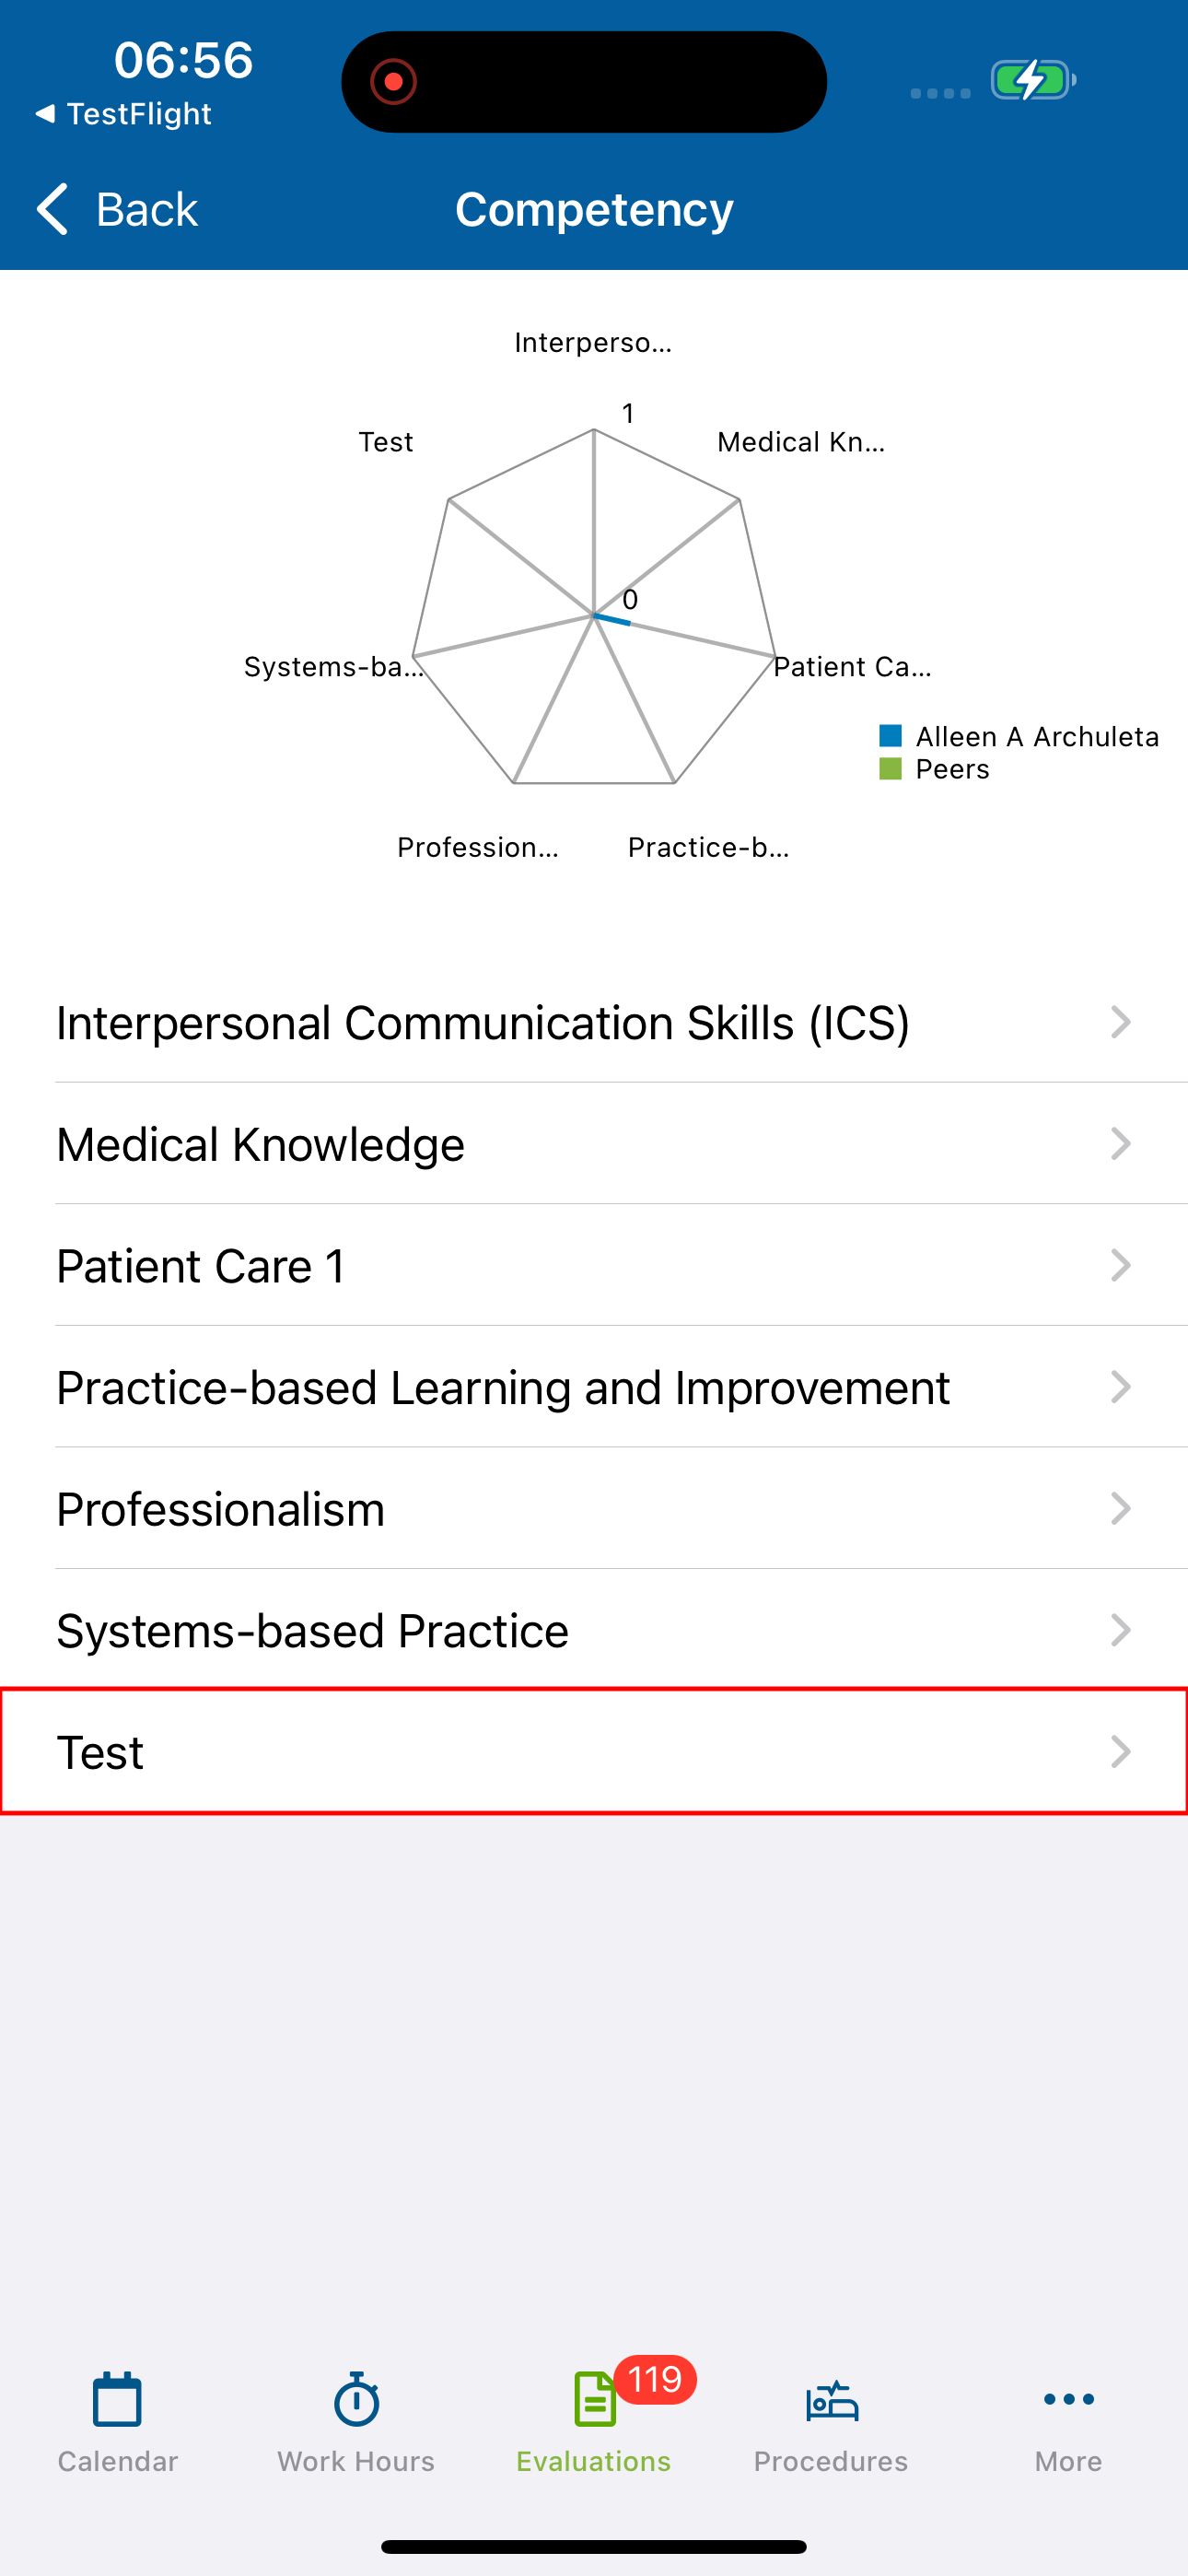 06:56
◀ TestFlight
Back
Competency
Interperso...
1
Test
Medical Kn...
0
Systems-ba...
Patient Ca...
Alleen A Archuleta
Peers
Profession...
Practice-b...
Interpersonal Communication Skills (ICS)
Medical Knowledge
Patient Care 1
Practice-based Learning and Improvement
Professionalism
Systems-based Practice
Test
119
Calendar
Work Hours
Evaluations
Procedures
More